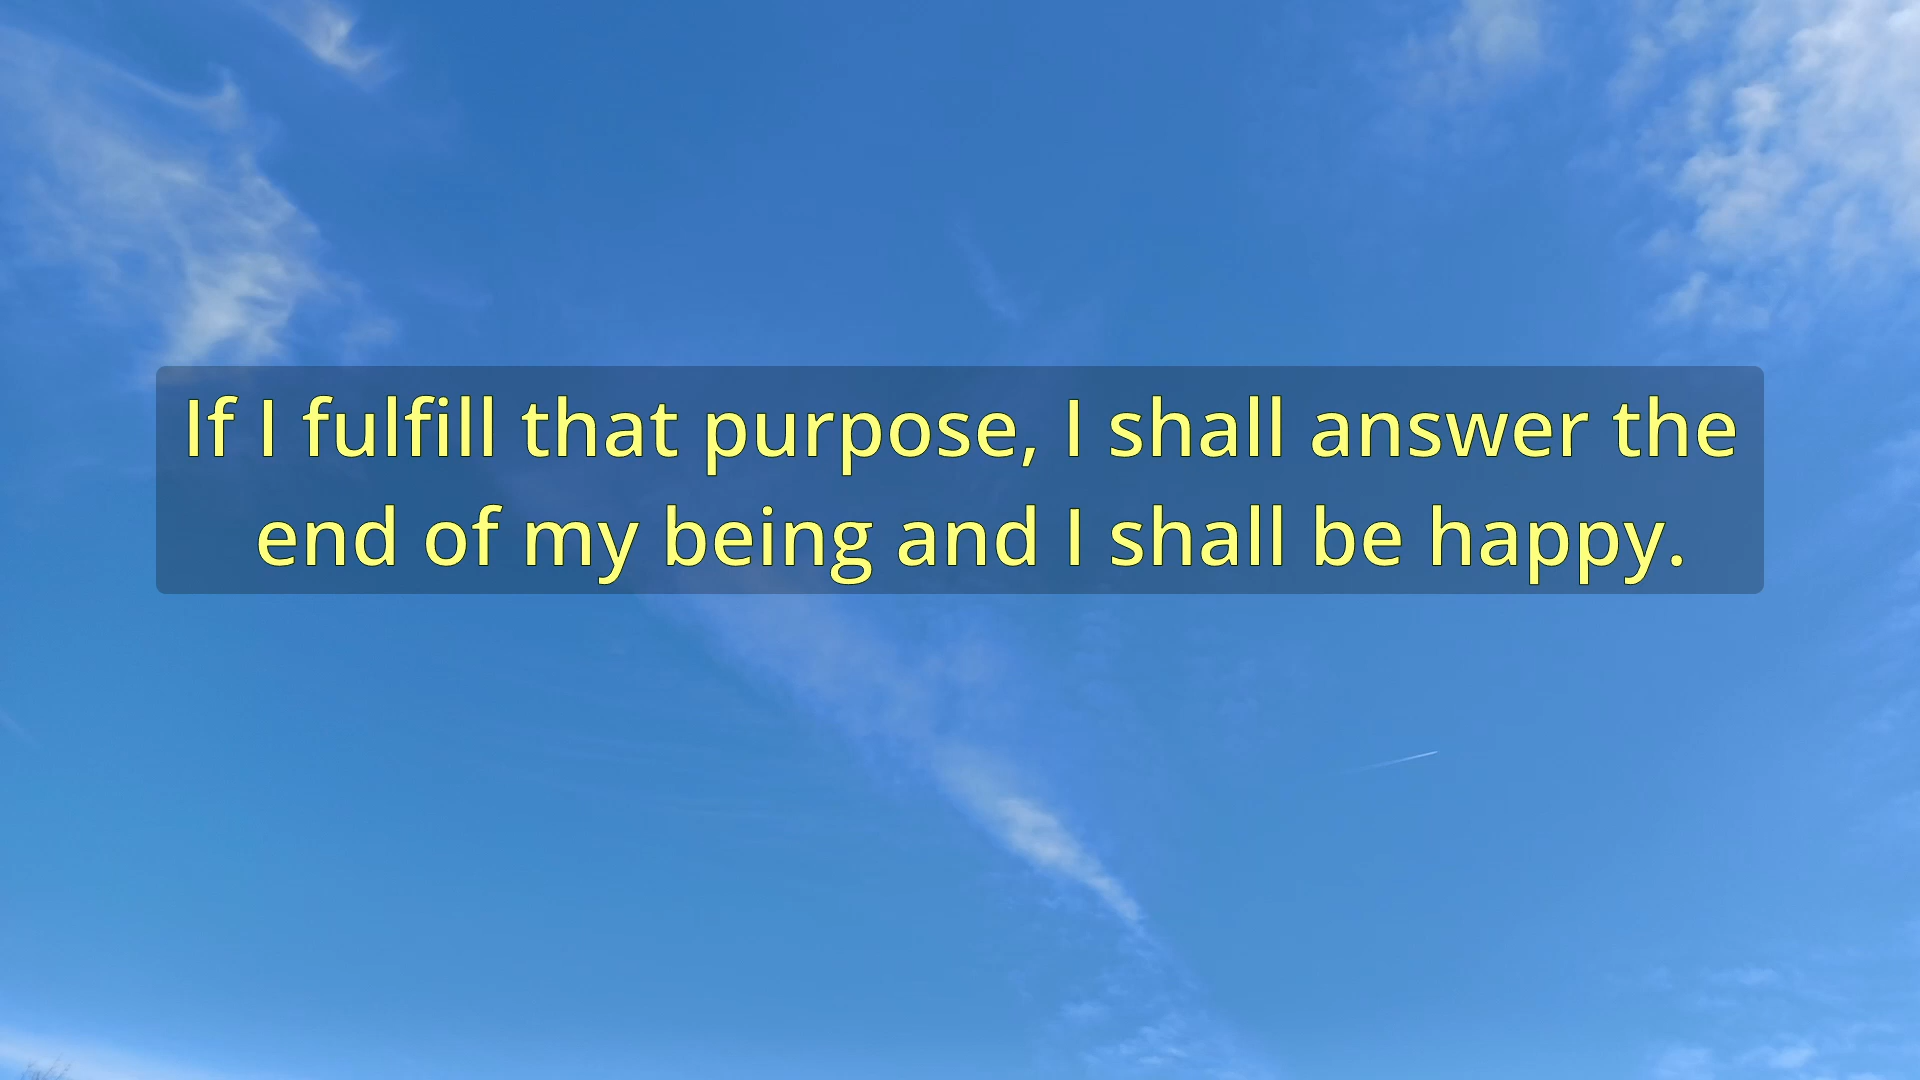 If I fulfill that purpose, I shall answer the
end of my being and I shall be happy.